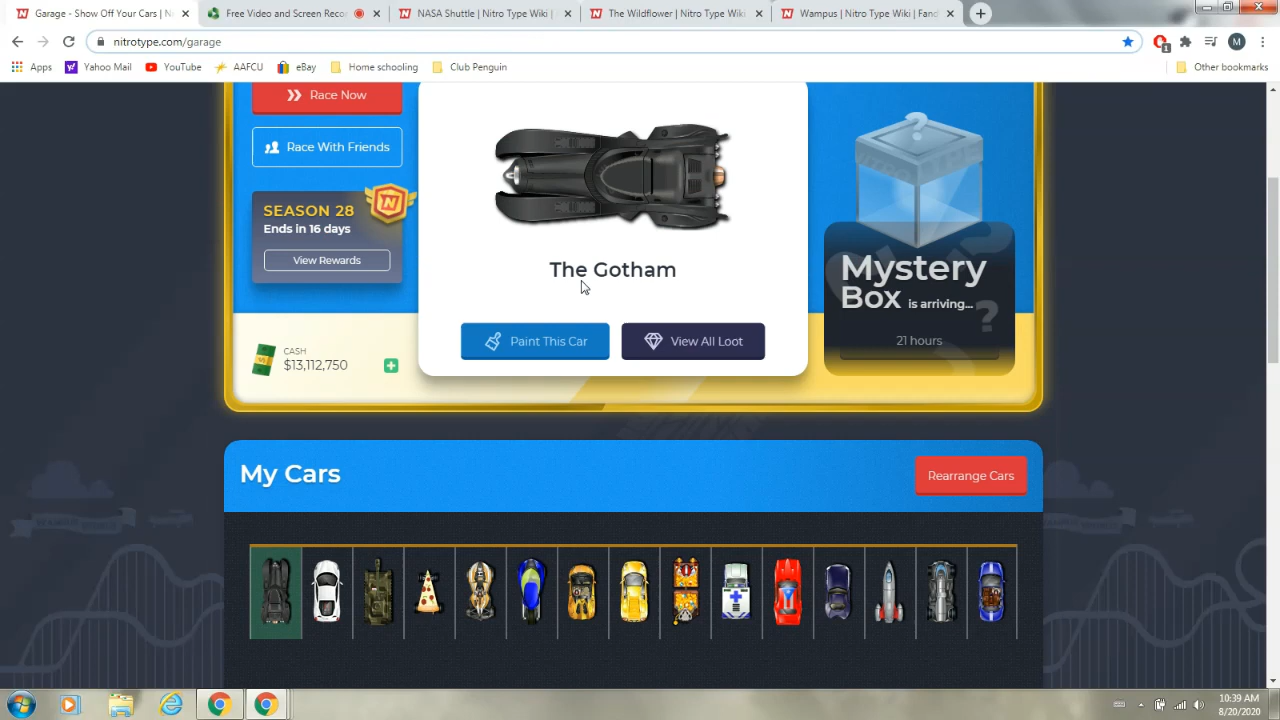 Garage - Show Off Your Cars | N
Free Video and Screen Reco
NASA Shuttle | Nitro Type Wiki |
The Wildflower | Nitro Type Wiki
Wampus | Nitro Type Wiki | Fand
nitrotype.com/garage
1
M
Apps
Yahoo Mail
YouTube
AAFCU
eBay
Home schooling
Club Penguin
Other bookmarks
Race Now
Race With Friends
SEASON 28
Ends in 16 days
View Rewards
N
CASH
$13,112,750
The Gotham
Paint This Car
View All Loot
?
Mystery
Box is arriving...
?
21 hours
My Cars
Rearrange Cars
10:39 AM
8/20/2020